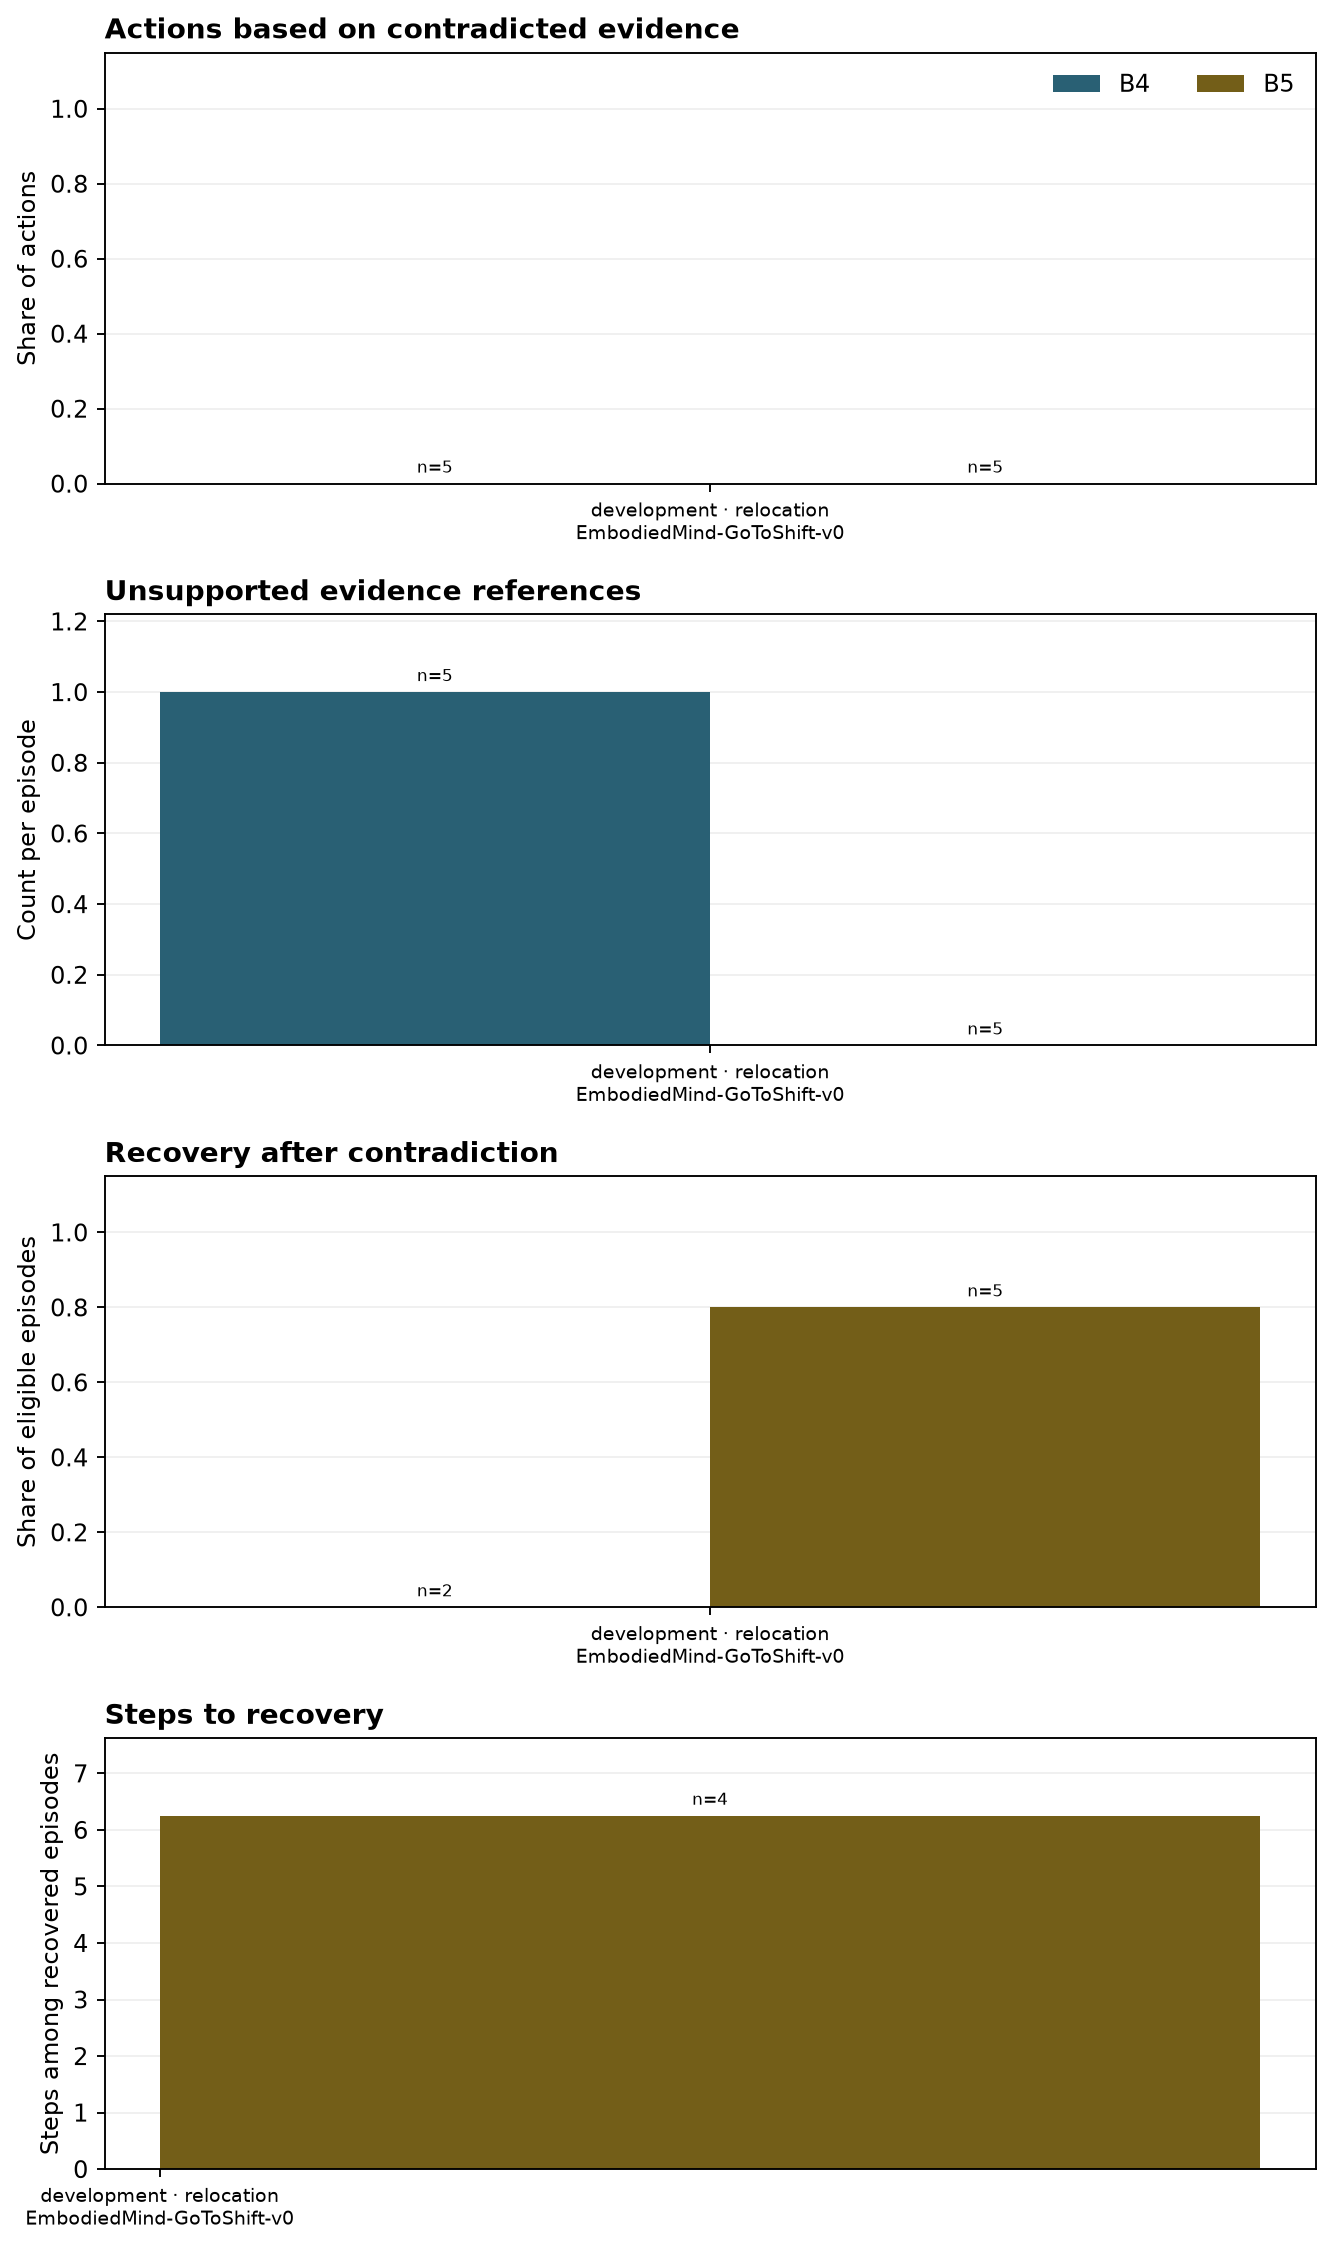 Actions based on contradicted evidence
B4 B5
Share of actions
1.0
0.8
0.6
0.4
0.2
0.0
n=5 n=5
development · relocation
EmbodiedMind-GoToShift-v0
Unsupported evidence references
Count per episode
1.2
1.0
0.8
0.6
0.4
0.2
0.0
n=5
n=5
development · relocation
EmbodiedMind-GoToShift-v0
Recovery after contradiction
Share of eligible episodes
1.0
0.8
0.6
0.4
0.2
0.0
n=5
n=2
development · relocation
EmbodiedMind-GoToShift-v0
Steps to recovery
Steps among recovered episodes
7
6
5
4
3
2
1
0
n=4
development · relocation
EmbodiedMind-GoToShift-v0